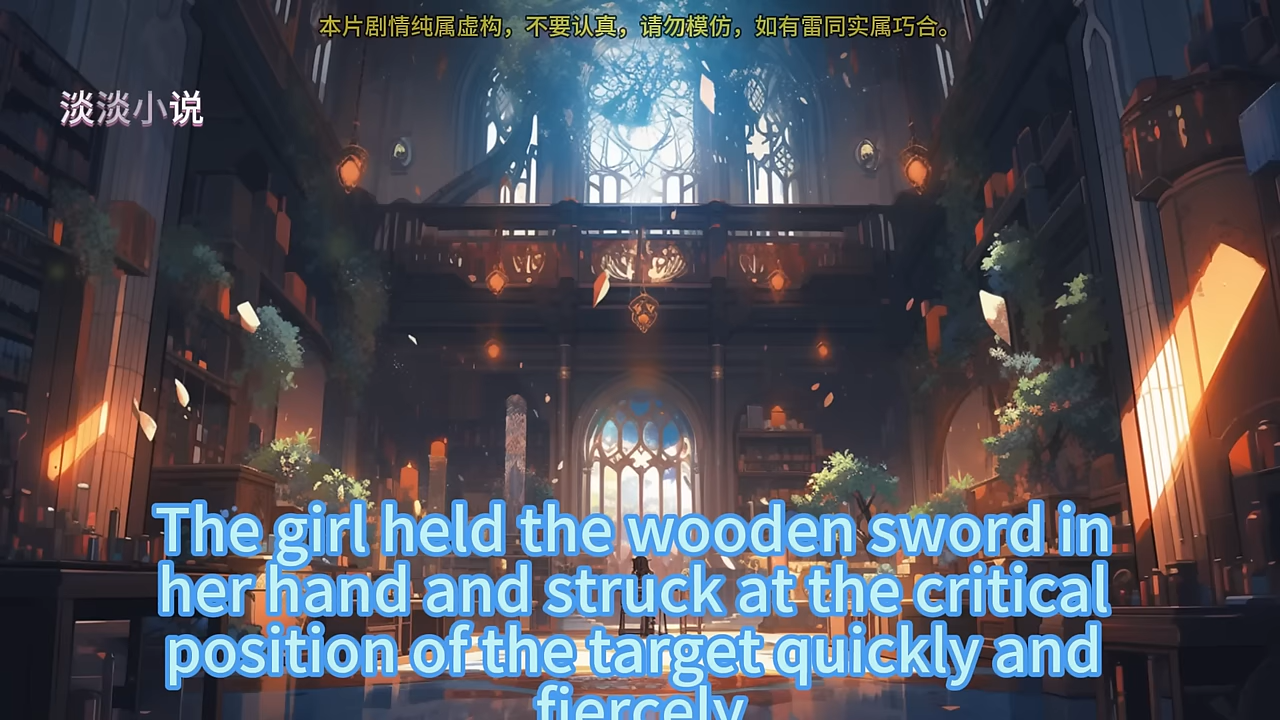 本片剧情纯属虚构，不要认真，请勿模仿，如有雷同实属巧合。
淡淡小说
The girl held the wooden sword in
her hand and struck at the critical
position of the target quickly and
fiercely